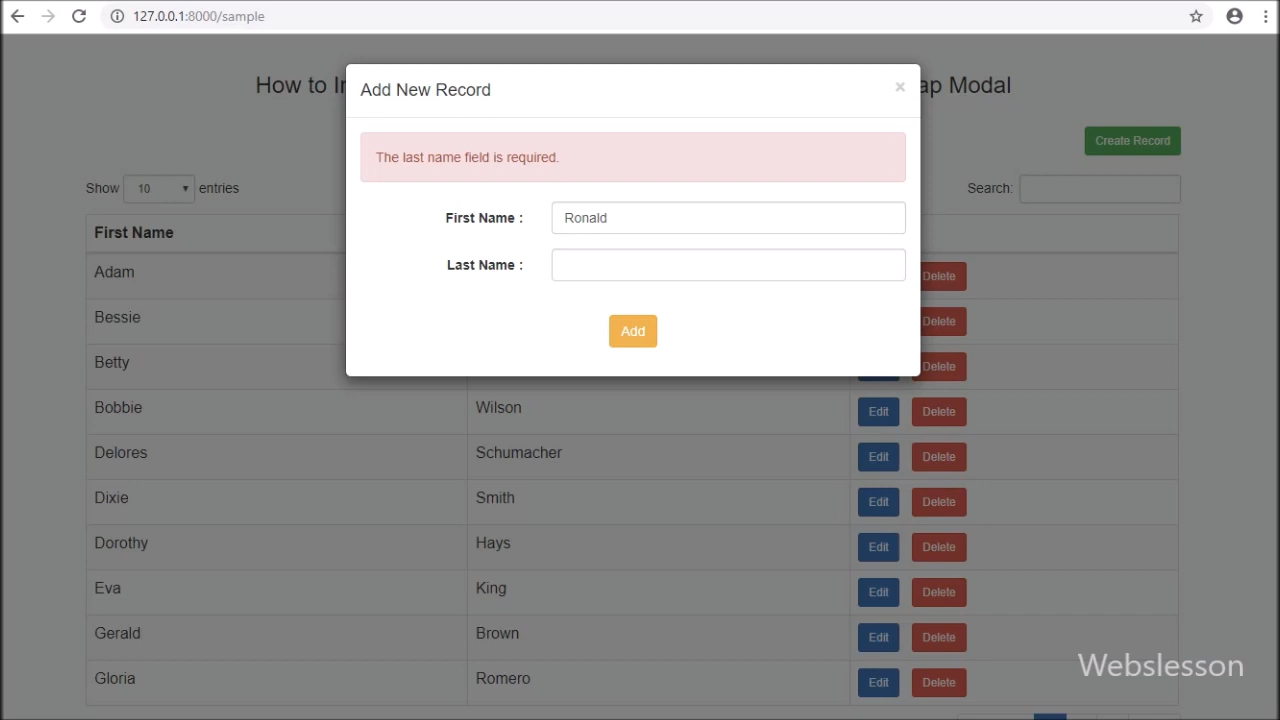 127.0.0.1:8000/sample
How to I
ap Modal
Add New Record
×
The last name field is required.
First Name : Ronald
Last Name :
Add
Create Record
Show 10 entries
Search:
First Name
Adam Delete
Bessie Delete
Betty Delete
Bobbie Wilson Edit Delete
Delores Schumacher Edit Delete
Dixie Smith Edit Delete
Dorothy Hays Edit Delete
Eva King Edit Delete
Gerald Brown Edit Delete
Gloria Romero Edit Delete
Webslesson